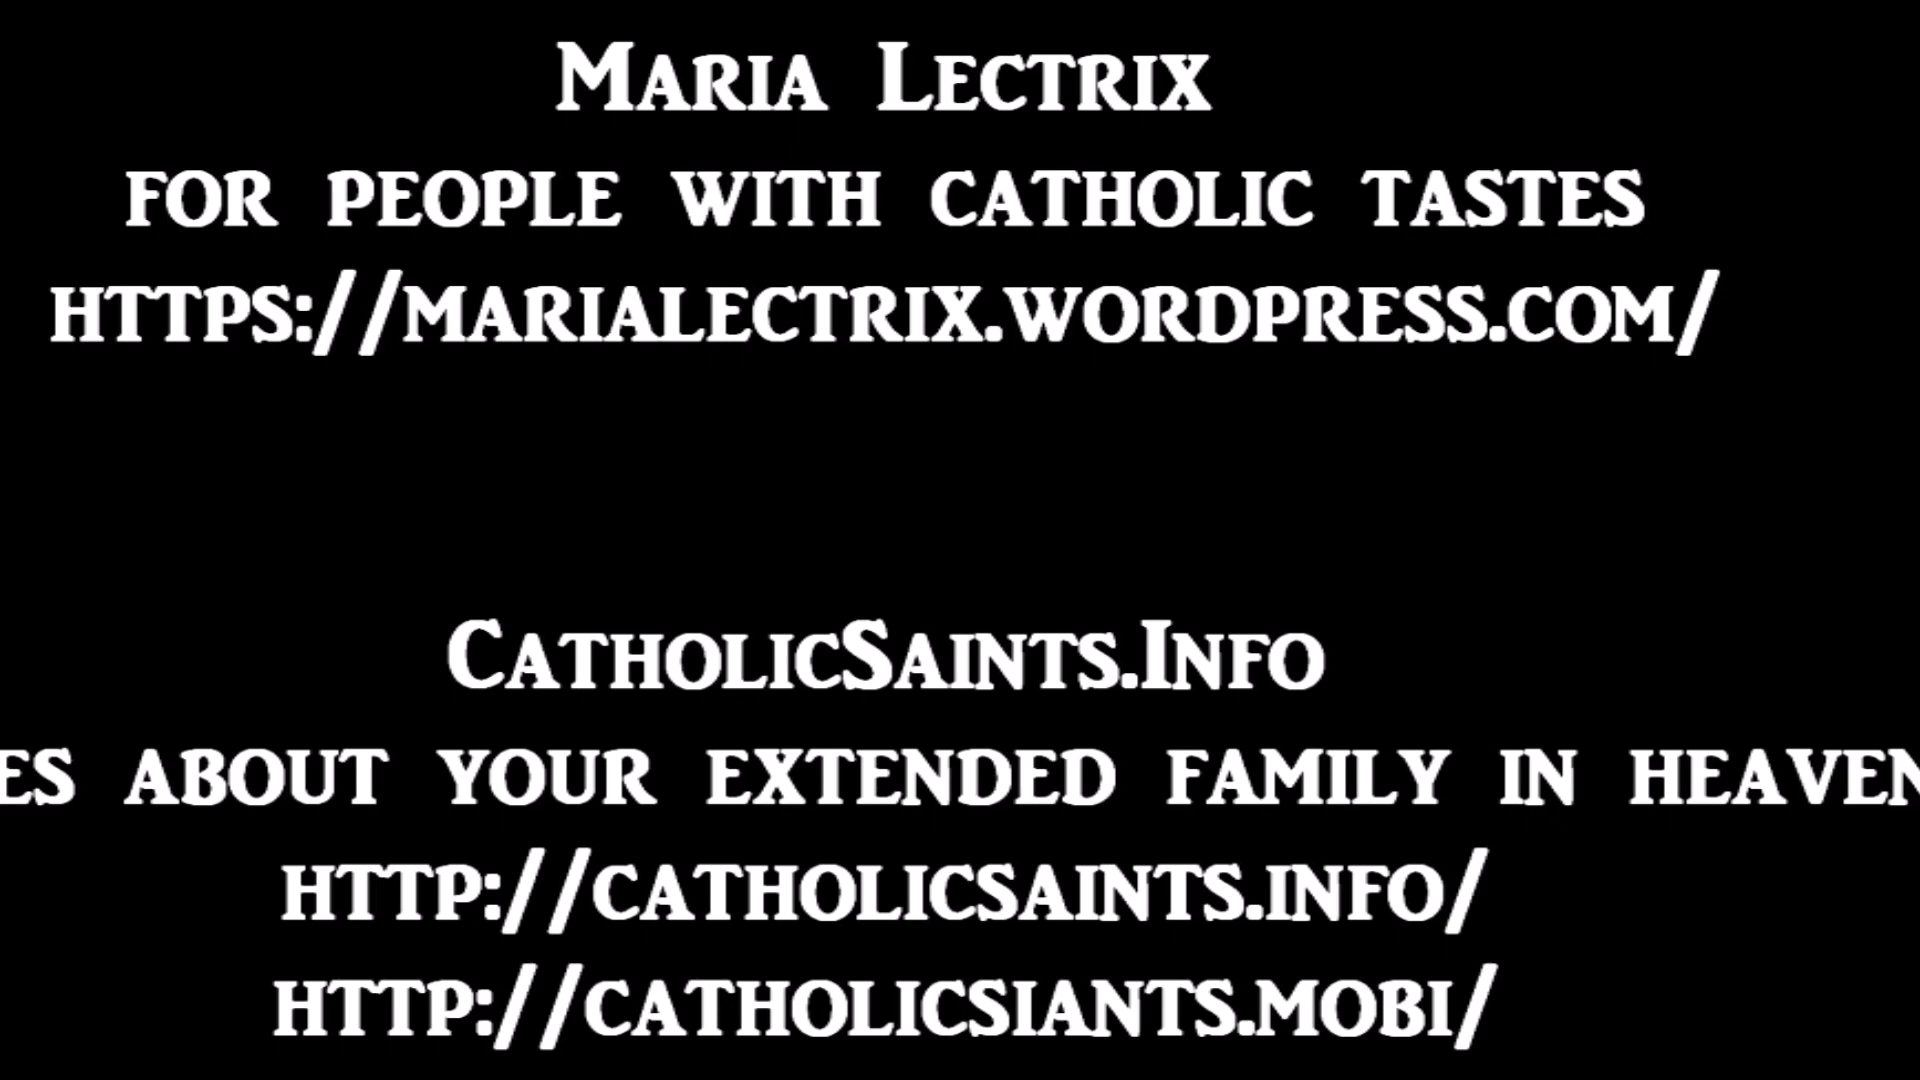 Maria Lectrix
for people with catholic tastes
https://marialectrix.wordpress.com/
CatholicSaints.Info
about your extended family in heaven
http://catholicsaints.info/
http://catholicsiants.mobi/